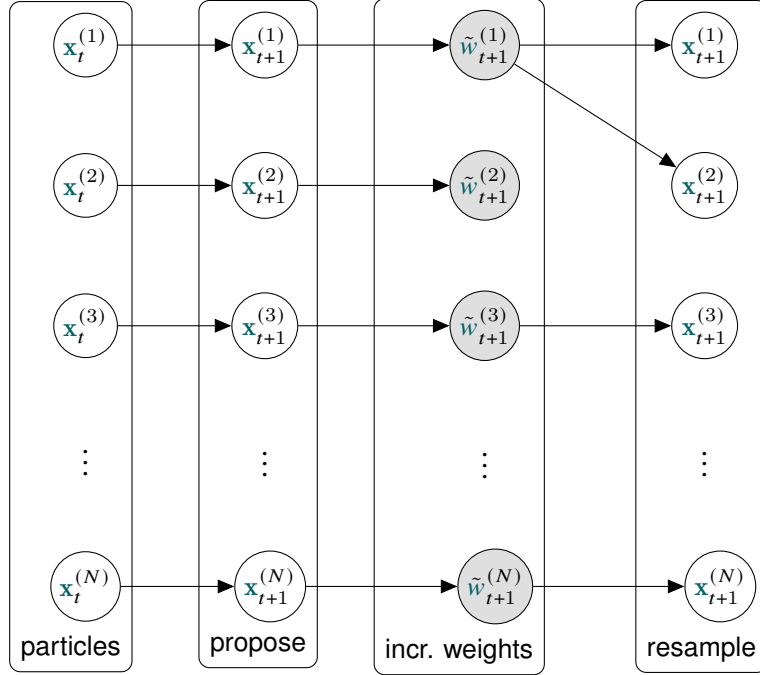 x_t^{(1)} x_{t+1}^{(1)} w̃_{t+1}^{(1)} x_{t+1}^{(1)}
x_t^{(2)} x_{t+1}^{(2)} w̃_{t+1}^{(2)} x_{t+1}^{(2)}
x_t^{(3)} x_{t+1}^{(3)} w̃_{t+1}^{(3)} x_{t+1}^{(3)}
⋮ ⋮ ⋮ ⋮
x_t^{(N)} x_{t+1}^{(N)} w̃_{t+1}^{(N)} x_{t+1}^{(N)}
particles propose incr. weights resample